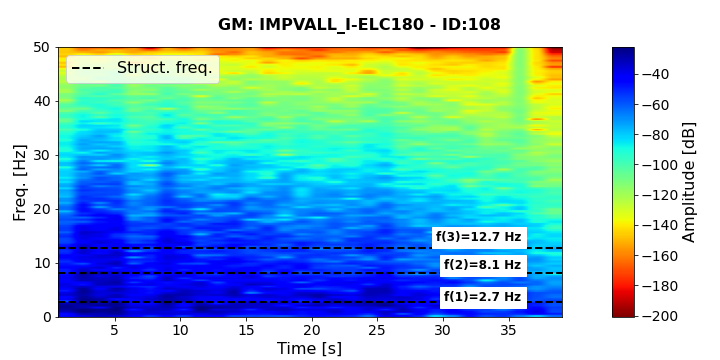 GM: IMPVALL_I-ELC180 - ID:108
50
40
30
20
10
0
Freq. [Hz]
Struct. freq.
f(3)=12.7 Hz
f(2)=8.1 Hz
f(1)=2.7 Hz
5 10 15 20 25 30 35
Time [s]
−40
−60
−80
−100
−120
−140
−160
−180
−200
Amplitude [dB]